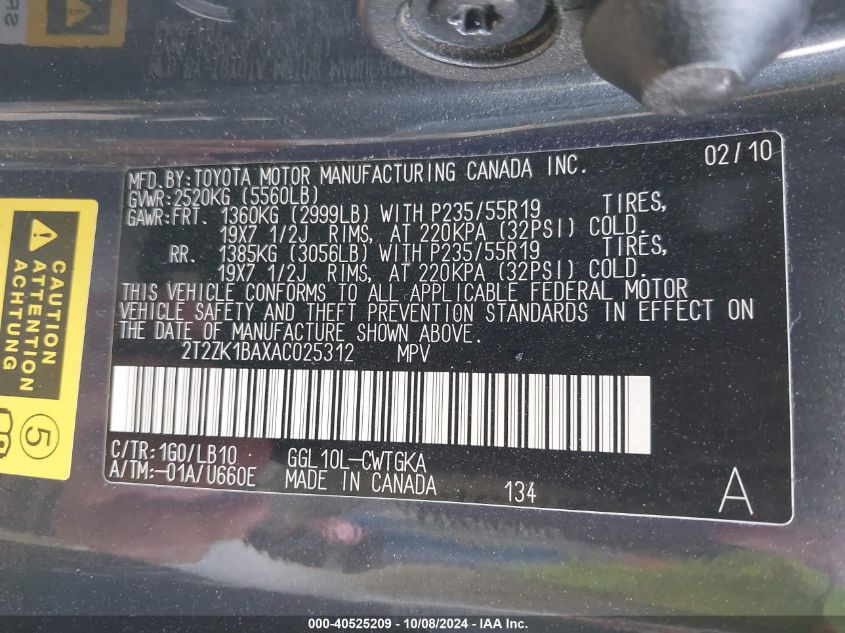 MFD.BY:TOYOTA MOTOR MANUFACTURING CANADA INC. 02/10
GVWR:2520KG (5560LB)
GAWR:FRT. 1360KG (2999LB) WITH P235/55R19 TIRES,
19X7 1/2J RIMS, AT 220KPA (32PSI) COLD.
RR. 1385KG (3056LB) WITH P235/55R19 TIRES,
19X7 1/2J RIMS, AT 220KPA (32PSI) COLD.
THIS VEHICLE CONFORMS TO ALL APPLICABLE FEDERAL MOTOR
VEHICLE SAFETY AND THEFT PREVENTION STANDARDS IN EFFECT ON
THE DATE OF MANUFACTURE SHOWN ABOVE.
2T2ZK1BAXAC025312 MPV
C/TR:1G0/LB10 GGL10L-CWTGKA
A/TM:-01A/U660E MADE IN CANADA 134 A
CAUTION
ATTENTION
ACHTUNG
5
000-40525209 - 10/08/2024 - IAA Inc.